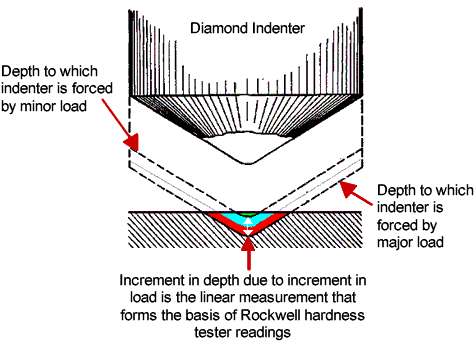 Diamond Indenter
Depth to which
indenter is forced
by minor load
Depth to which
indenter is
forced by
major load
Increment in depth due to increment in
load is the linear measurement that
forms the basis of Rockwell hardness
tester readings